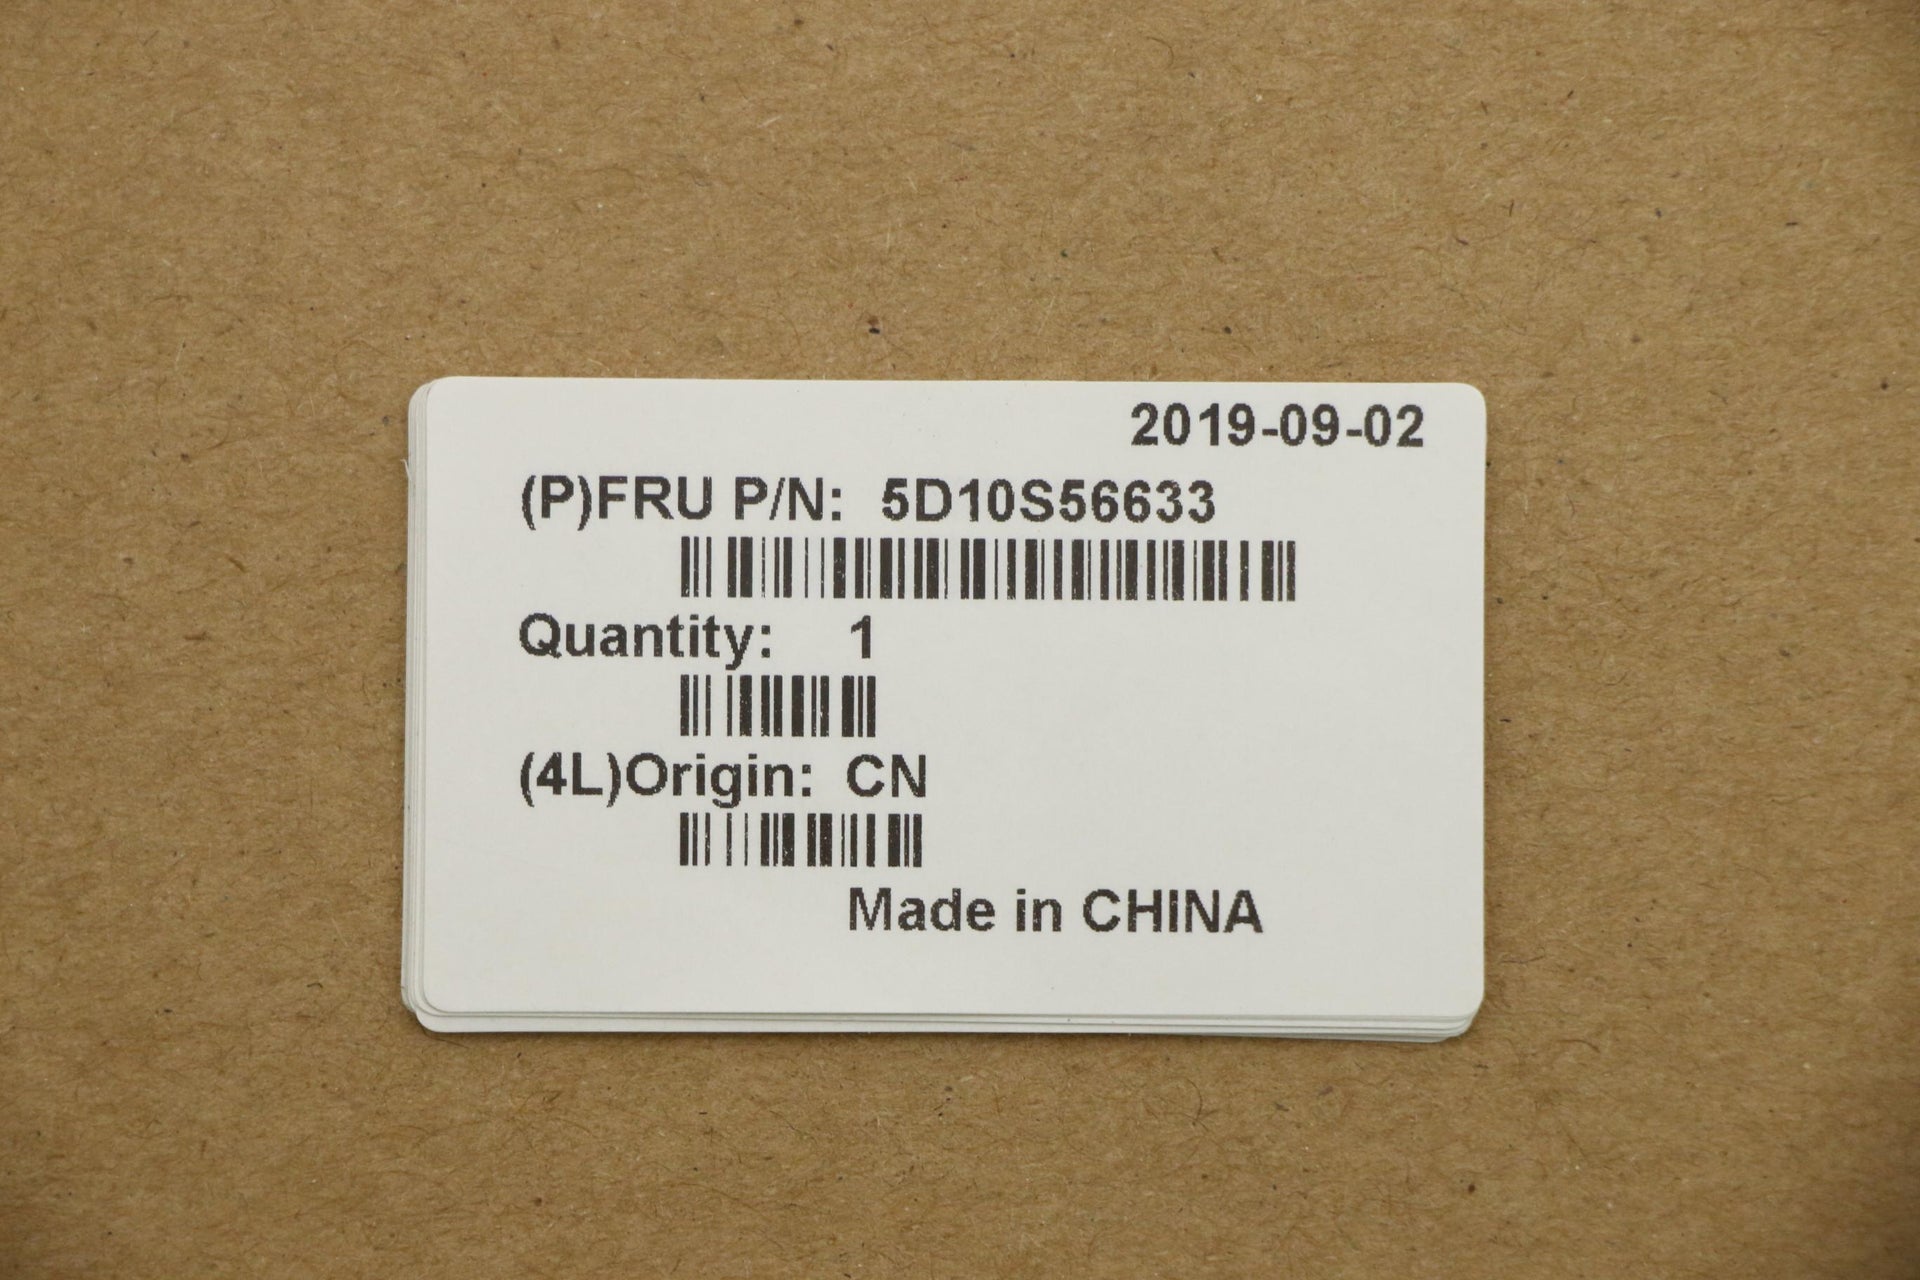 2019-09-02
(P)FRU P/N: 5D10S56633
Quantity: 1
(4L)Origin: CN
Made in CHINA